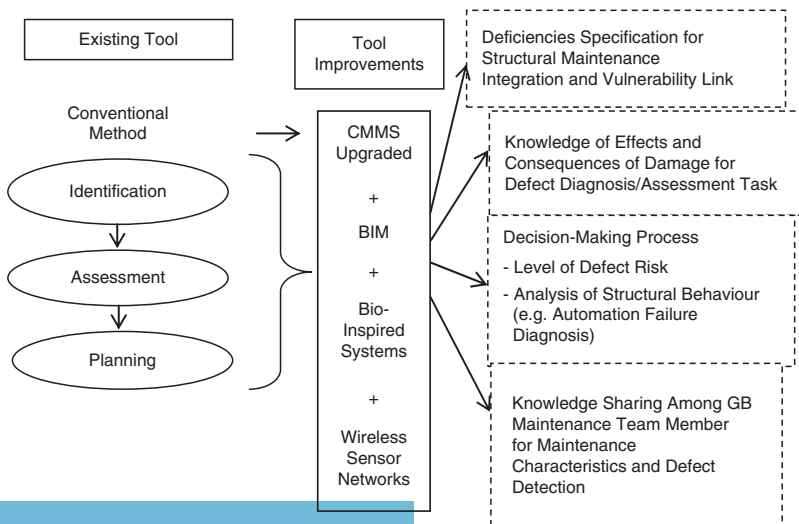 Existing Tool
Tool
Improvements
Conventional
Method
Identification
Assessment
Planning
CMMS
Upgraded
+
BIM
+
Bio-
Inspired
Systems
+
Wireless
Sensor
Networks
Deficiencies Specification for
Structural Maintenance
Integration and Vulnerability Link
Knowledge of Effects and
Consequences of Damage for
Defect Diagnosis/Assessment Task
Decision-Making Process
- Level of Defect Risk
- Analysis of Structural Behaviour
(e.g. Automation Failure
Diagnosis)
Knowledge Sharing Among GB
Maintenance Team Member
for Maintenance
Characteristics and Defect
Detection